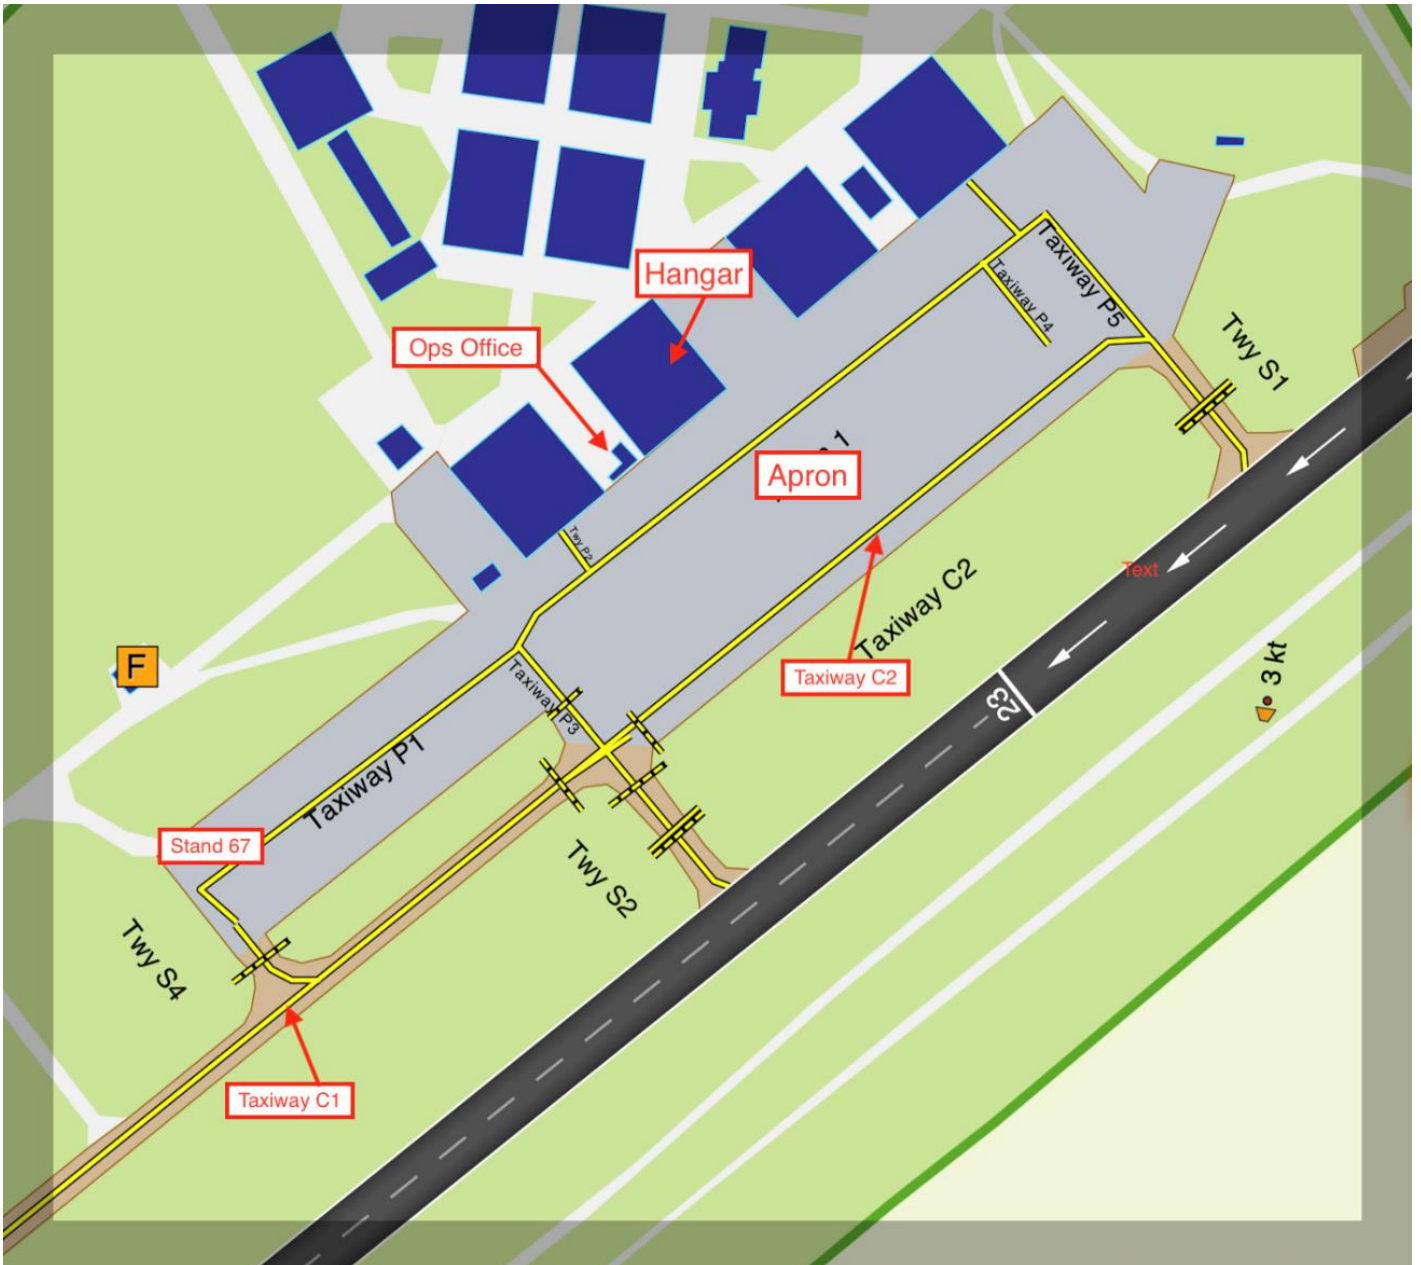 Hangar
Ops Office
Taxiway P5
Taxiway P4
Twy S1
1
Apron
Twy P2
Text
Taxiway C2
Taxiway C2
F
3 kt
23
Taxiway P3
Taxiway P1
Stand 67
Twy S2
Twy S4
Taxiway C1